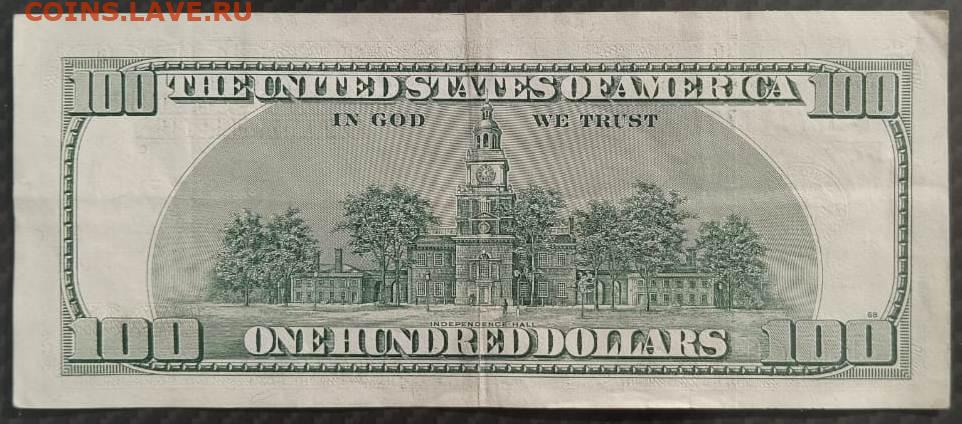 COINS.LAVE.RU
100 THE UNITED STATES OF AMERICA 100
IN GOD WE TRUST
INDEPENDENCE HALL
68
100 ONE HUNDRED DOLLARS 100